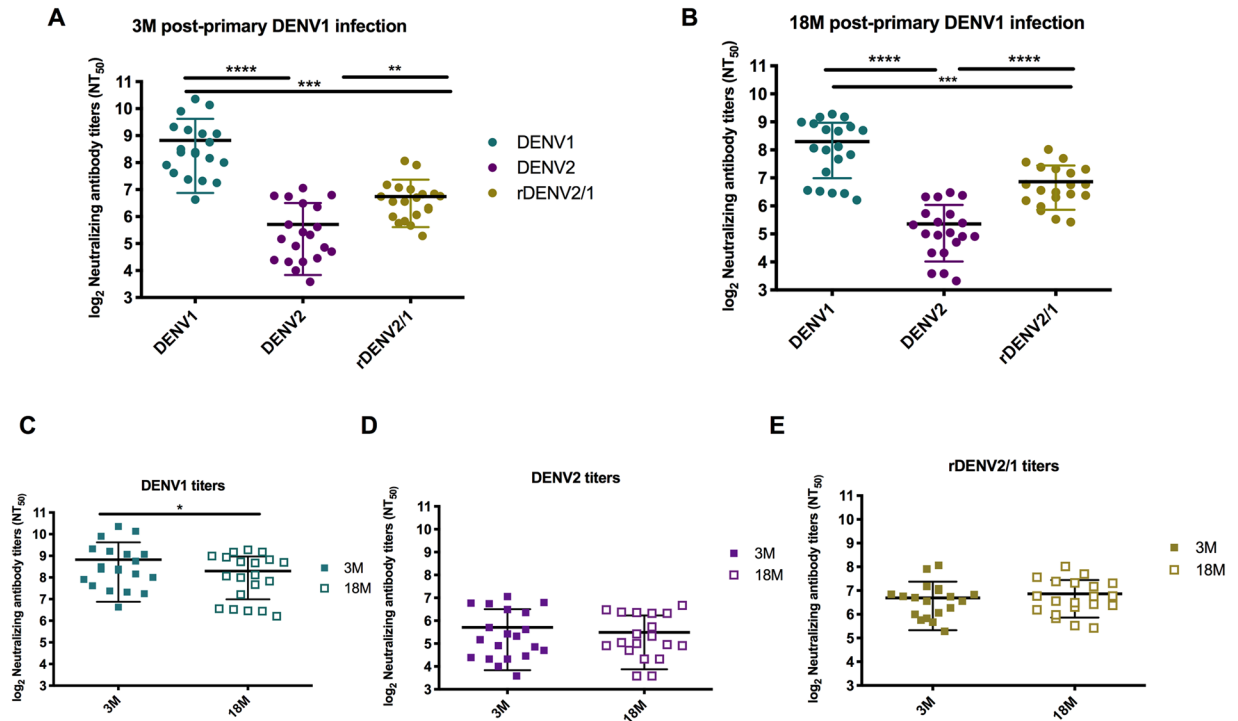 A
3M post-primary DENV1 infection
log2 Neutralizing antibody titers (NT50)
11
10
9
8
7
6
5
4
3
****
**
***
DENV1
DENV2
rDENV2/1
DENV1
DENV2
rDENV2/1
B
18M post-primary DENV1 infection
log2 Neutralizing antibody titers (NT50)
11
10
9
8
7
6
5
4
3
****
****
***
DENV1
DENV2
rDENV2/1
C
DENV1 titers
log2 Neutralizing antibody titers (NT50)
11
10
9
8
7
6
5
4
3
*
3M
18M
3M
18M
D
DENV2 titers
log2 Neutralizing antibody titers (NT50)
11
10
9
8
7
6
5
4
3
3M
18M
3M
18M
E
rDENV2/1 titers
log2 Neutralizing antibody titers (NT50)
11
10
9
8
7
6
5
4
3
3M
18M
3M
18M